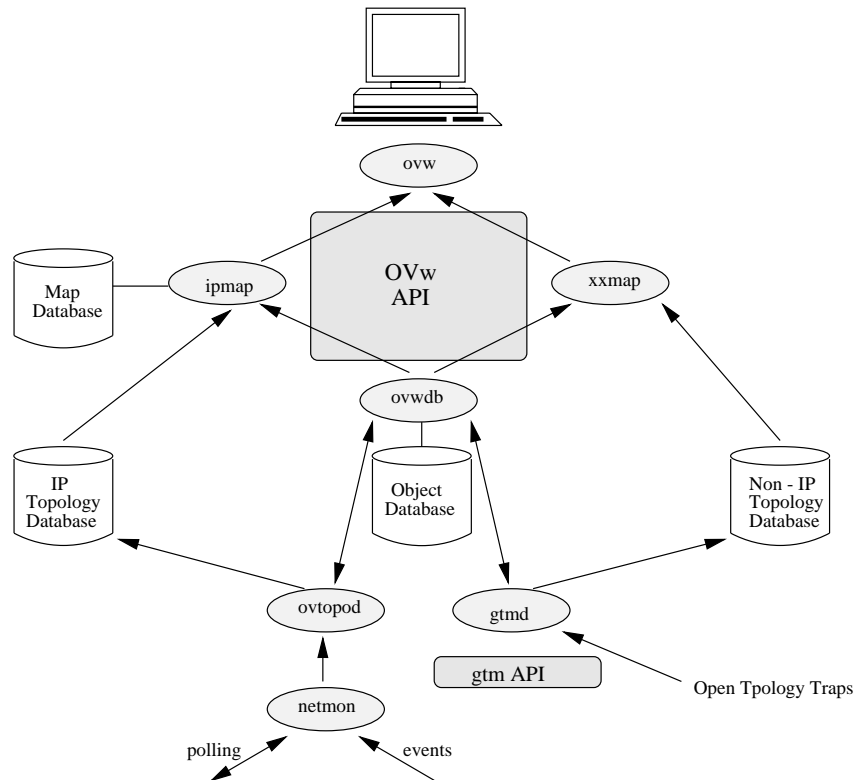 ovw
OVw
API
Map
Database
ipmap
xxmap
ovwdb
IP
Topology
Database
Object
Database
Non - IP
Topology
Database
ovtopod
gtmd
gtm API
Open Tpology Traps
netmon
polling
events